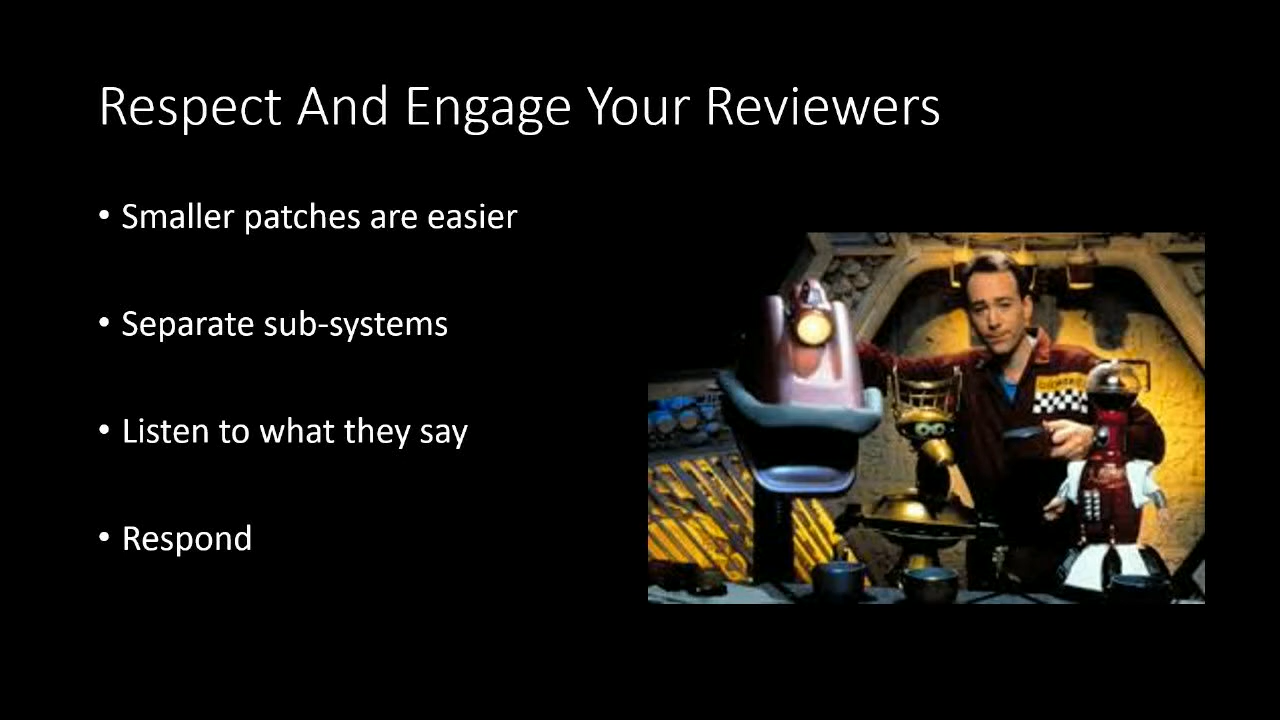 Respect And Engage Your Reviewers
• Smaller patches are easier
• Separate sub-systems
• Listen to what they say
• Respond